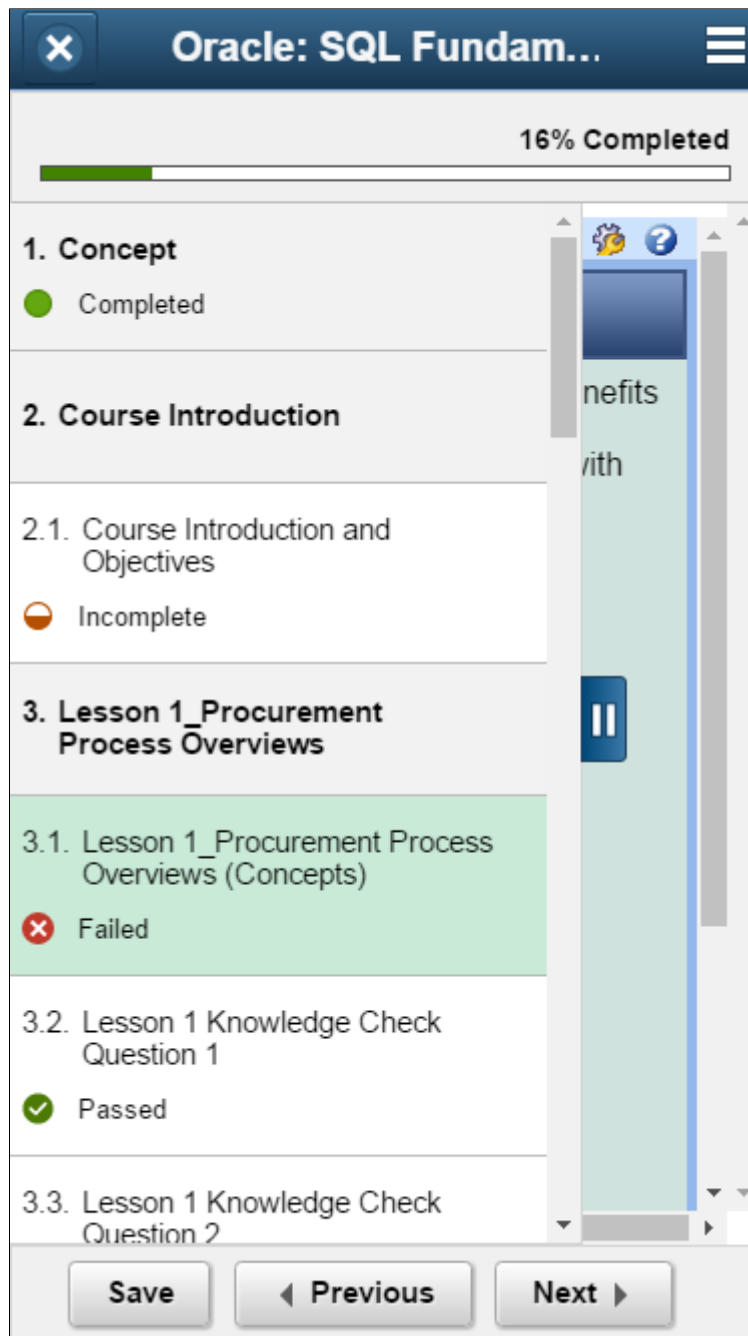 Oracle: SQL Fundam...
16% Completed
1. Concept
Completed
2. Course Introduction
2.1. Course Introduction and
Objectives
Incomplete
3. Lesson 1_Procurement
Process Overviews
3.1. Lesson 1_Procurement Process
Overviews (Concepts)
Failed
3.2. Lesson 1 Knowledge Check
Question 1
Passed
3.3. Lesson 1 Knowledge Check
Question 2
nefits
with
Save
Previous
Next